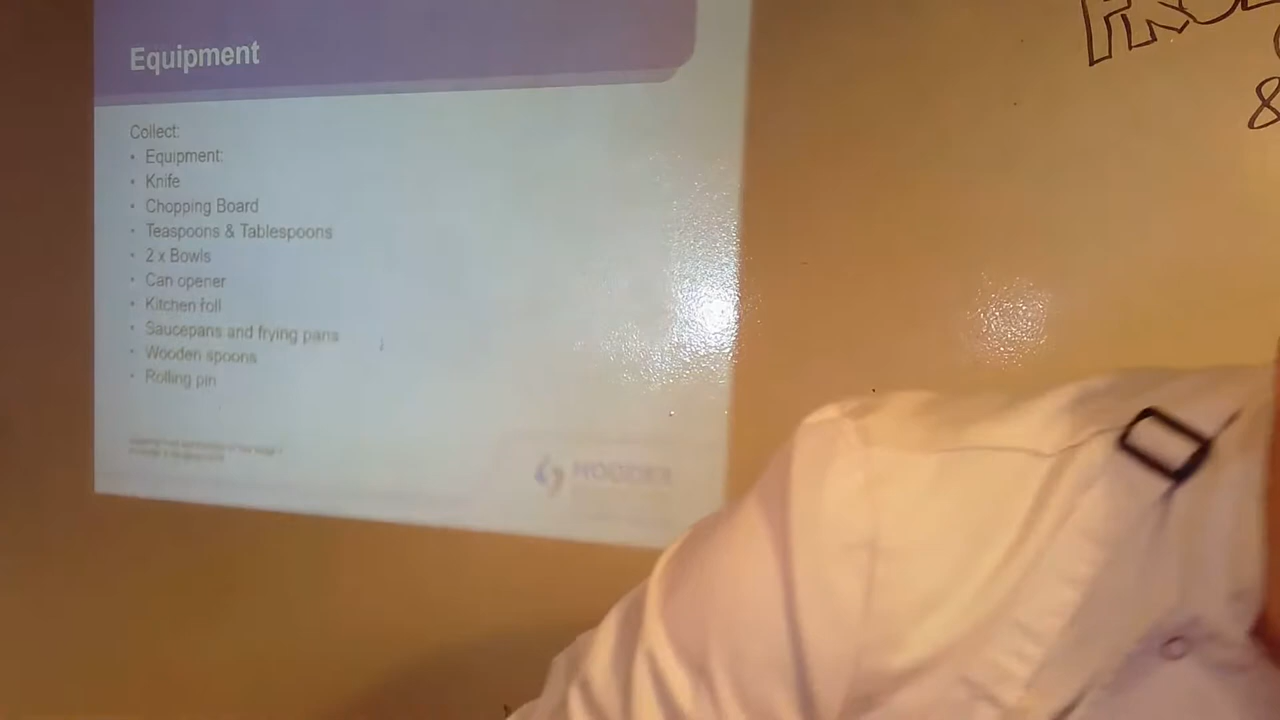 Equipment
Collect:
• Equipment:
• Knife
• Chopping Board
• Teaspoons & Tablespoons
• 2 x Bowls
• Can opener
• Kitchen roll
• Saucepans and frying pans
• Wooden spoons
• Rolling pin
&